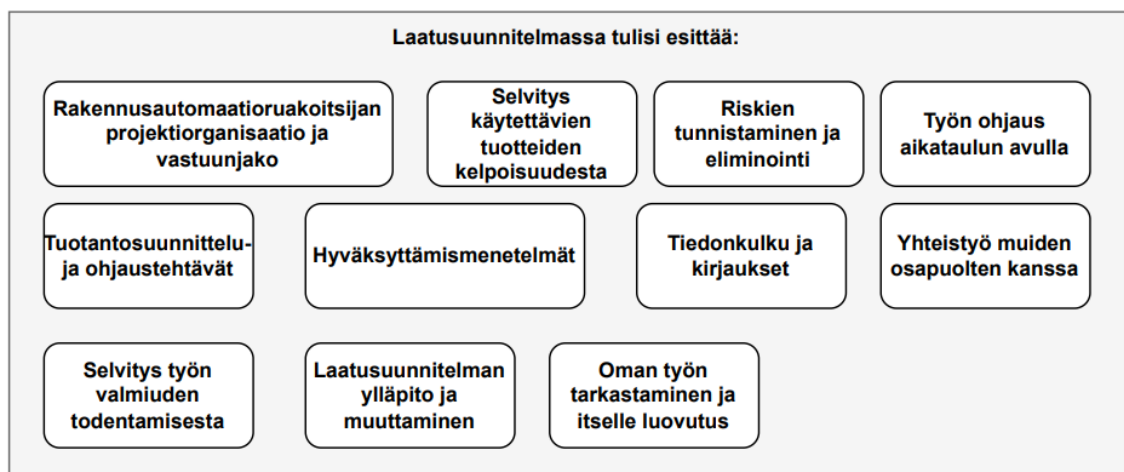 Laatusuunnitelmassa tulisi esittää:
Rakennusautomaatioruakoitsijan
projektiorganisaatio ja
vastuunjako
Selvitys
käytettävien
tuotteiden
kelpoisuudesta
Riskien
tunnistaminen ja
eliminointi
Työn ohjaus
aikataulun avulla
Tuotantosuunnittelu-
ja ohjaustehtävät
Hyväksyttämismenetelmät
Tiedonkulku ja
kirjaukset
Yhteistyö muiden
osapuolten kanssa
Selvitys työn
valmiuden
todentamisesta
Laatusuunnitelman
ylläpito ja
muuttaminen
Oman työn
tarkastaminen ja
itselle luovutus